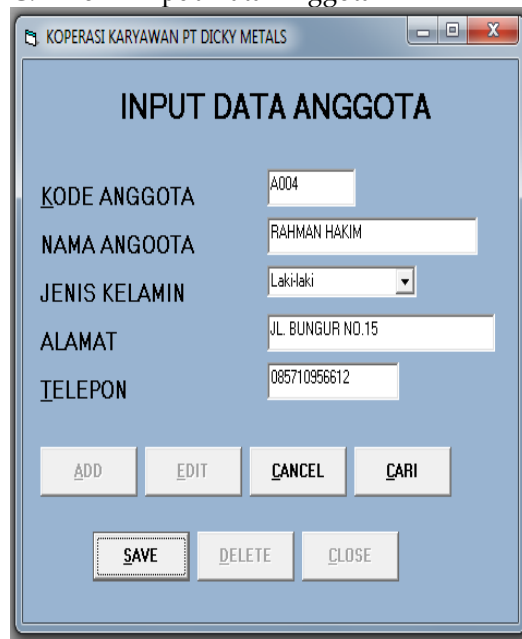 KOPERASI KARYAWAN PT DICKY METALS
INPUT DATA ANGGOTA
KODE ANGGOTA A004
NAMA ANGOOTA RAHMAN HAKIM
JENIS KELAMIN Laki-laki
ALAMAT JL. BUNGUR NO.15
TELEPON 085710956612
ADD EDIT CANCEL CARI
SAVE DELETE CLOSE